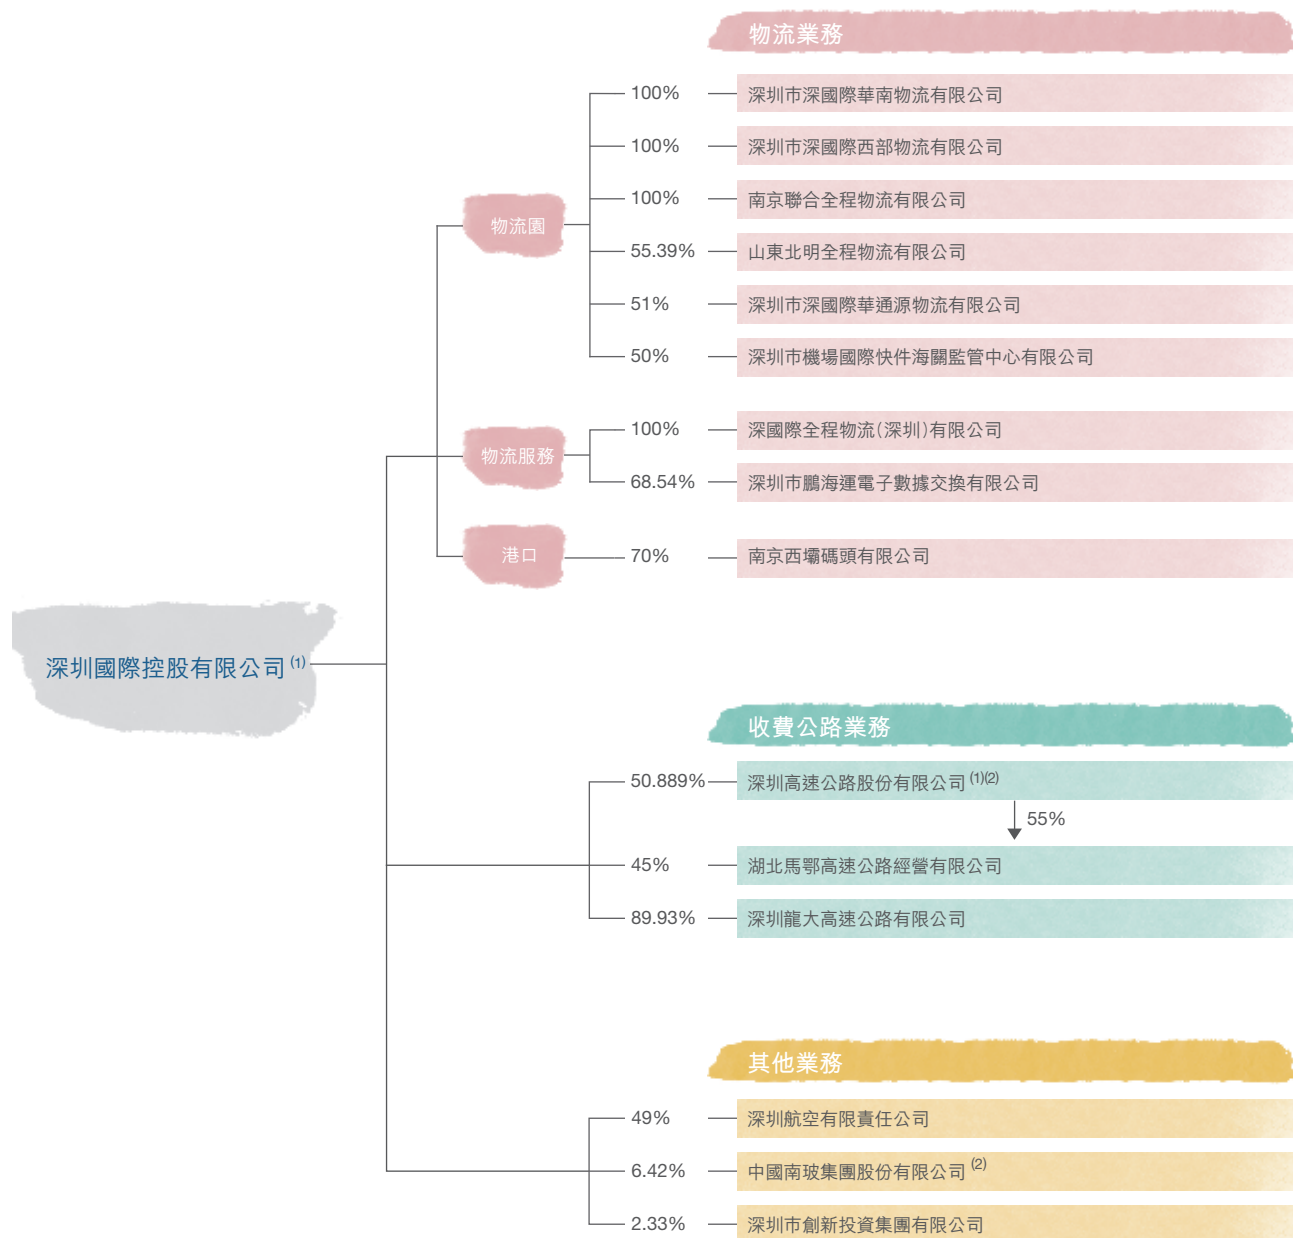 物流業務
100% 深圳市深國際華南物流有限公司
100% 深圳市深國際西部物流有限公司
100% 南京聯合全程物流有限公司
物流園
55.39% 山東北明全程物流有限公司
51% 深圳市深國際華通源物流有限公司
50% 深圳市機場國際快件海關監管中心有限公司
100% 深國際全程物流(深圳)有限公司
物流服務
68.54% 深圳市鵬海運電子數據交換有限公司
港口 70% 南京西壩碼頭有限公司
深圳國際控股有限公司 (1)
收費公路業務
50.889% 深圳高速公路股份有限公司 (1)(2)
55%
45% 湖北馬鄂高速公路經營有限公司
89.93% 深圳龍大高速公路有限公司
其他業務
49% 深圳航空有限責任公司
6.42% 中國南玻集團股份有限公司 (2)
2.33% 深圳市創新投資集團有限公司